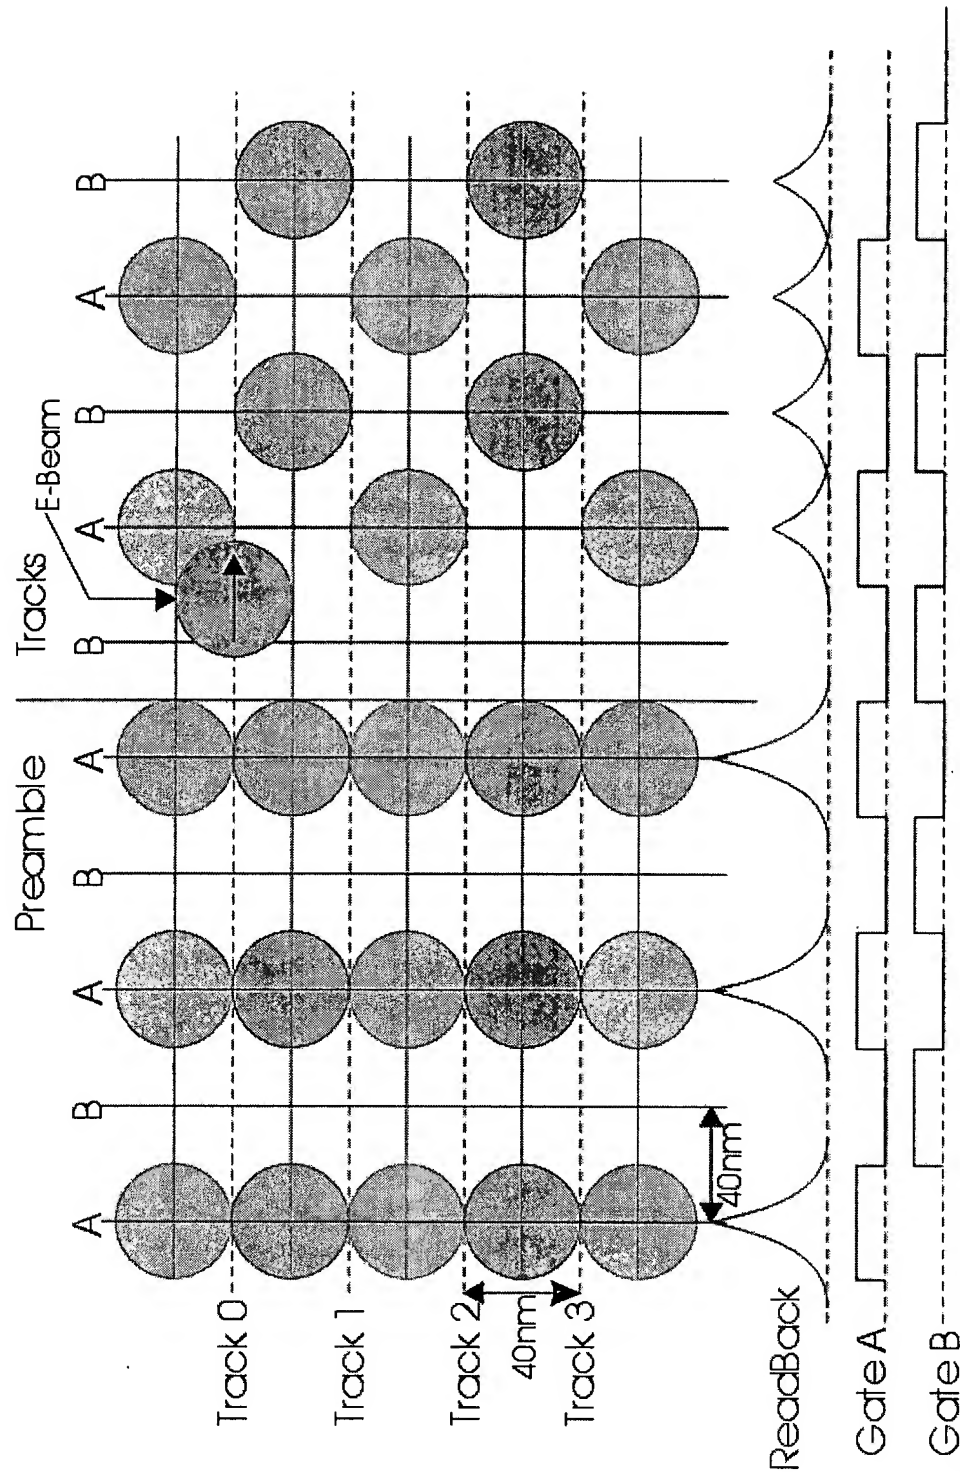 Preamble
Tracks
E-Beam
A
B
A
B
A
B
A
B
A
B
Track 0
Track 1
Track 2
40nm
Track 3
40nm
ReadBack
Gate A
Gate B